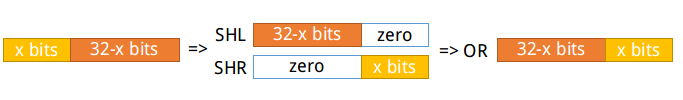 SHL 32-x bits zero
x bits 32-x bits => => OR 32-x bits x bits
SHR zero x bits